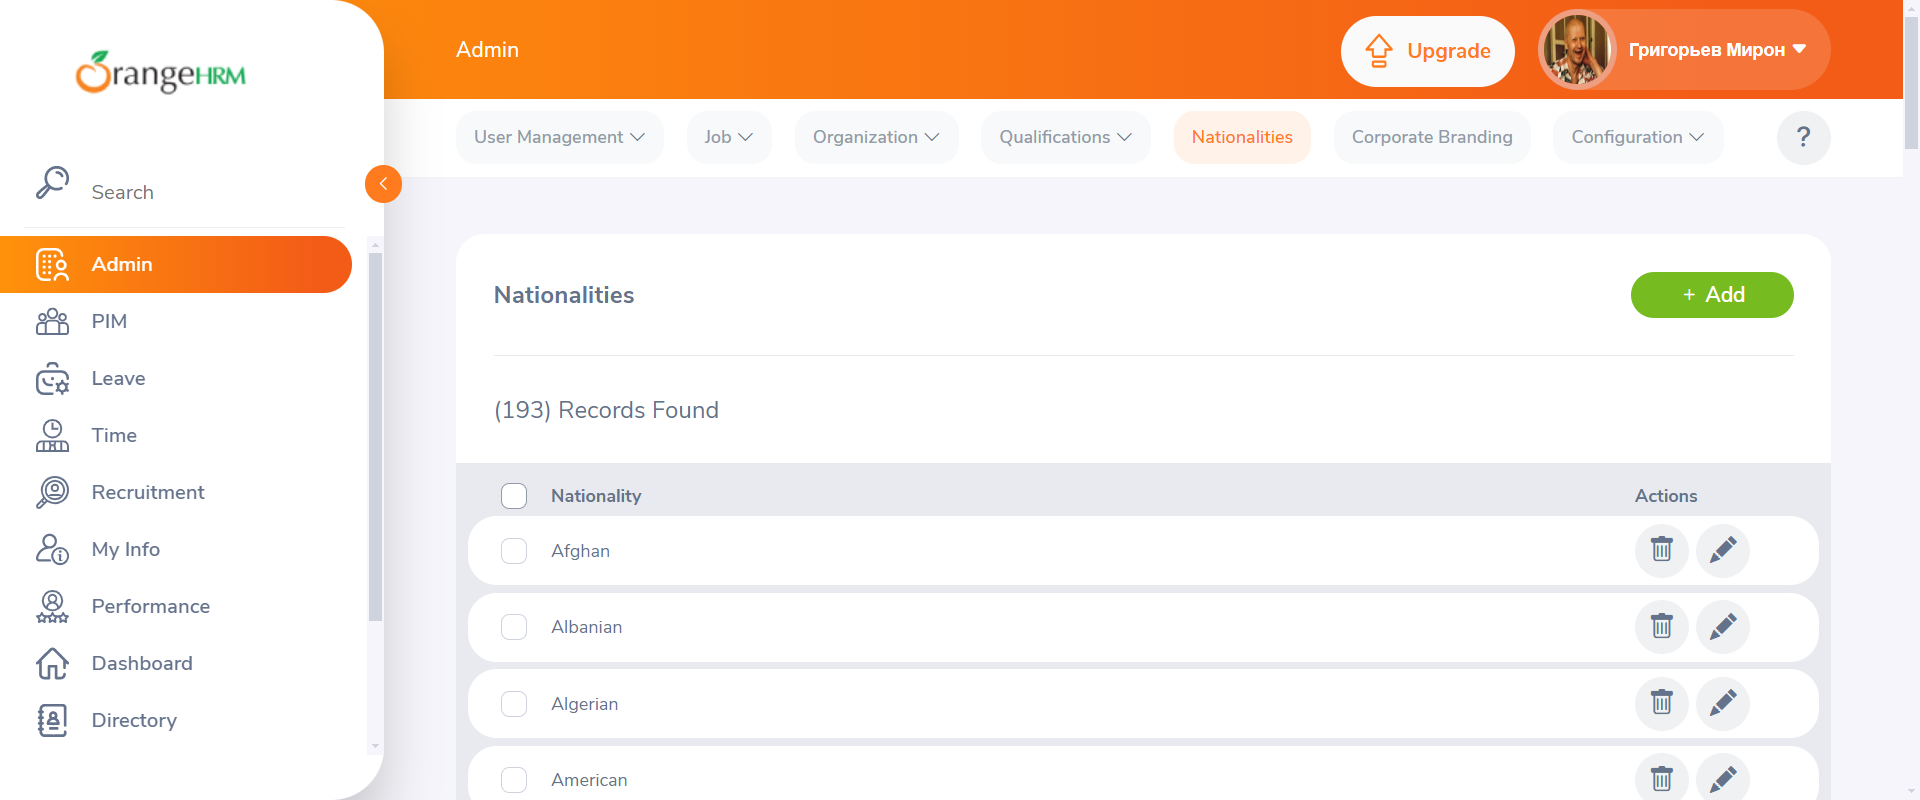 OrangeHRM
Search
Admin
PIM
Leave
Time
Recruitment
My Info
Performance
Dashboard
Directory
Admin
Upgrade
Григорьев Мирон
User Management
Job
Organization
Qualifications
Nationalities
Corporate Branding
Configuration
?
Nationalities
+ Add
(193) Records Found
Nationality
Actions
Afghan
Albanian
Algerian
American